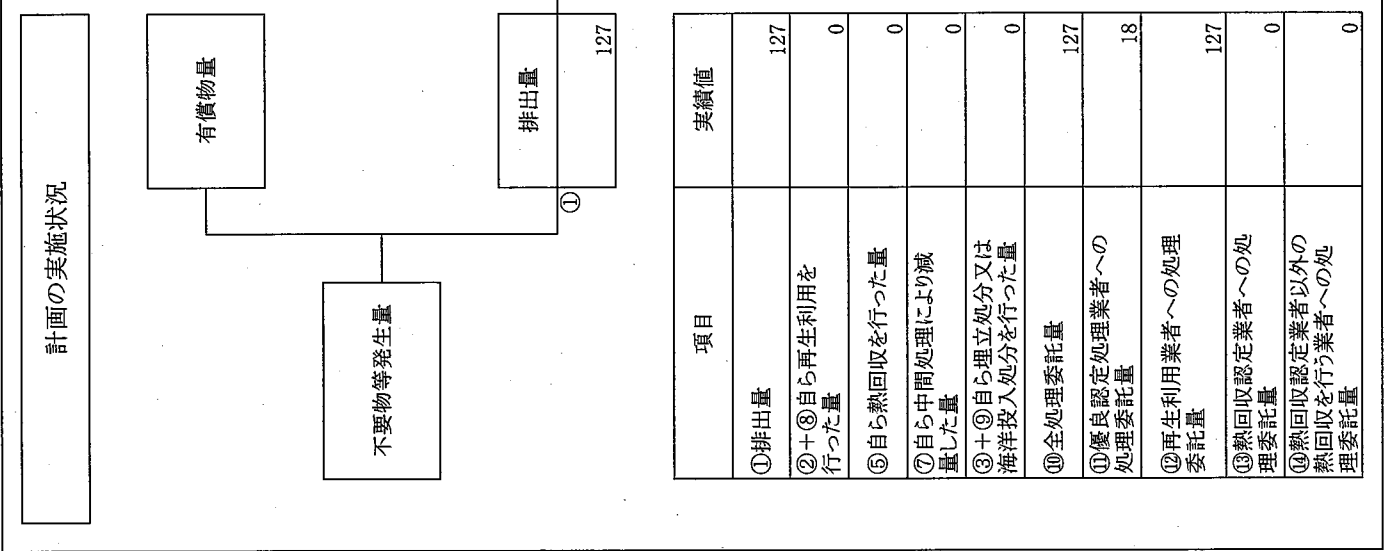 計画の実施状況
有償物量
不要物等発生量
①
排出量
127
項目
実績値
①排出量
127
②+⑧自ら再生利用を
行った量
0
⑤自ら熱回収を行った量
0
⑦自ら中間処理により減
量した量
0
③+⑨自ら埋立処分又は
海洋投入処分を行った量
0
⑩全処理委託量
127
⑪優良認定処理業者への
処理委託量
18
⑫再生利用業者への処理
委託量
127
⑬熱回収認定業者への処
理委託量
0
⑭熱回収認定業者以外の
熱回収を行う業者への処
理委託量
0